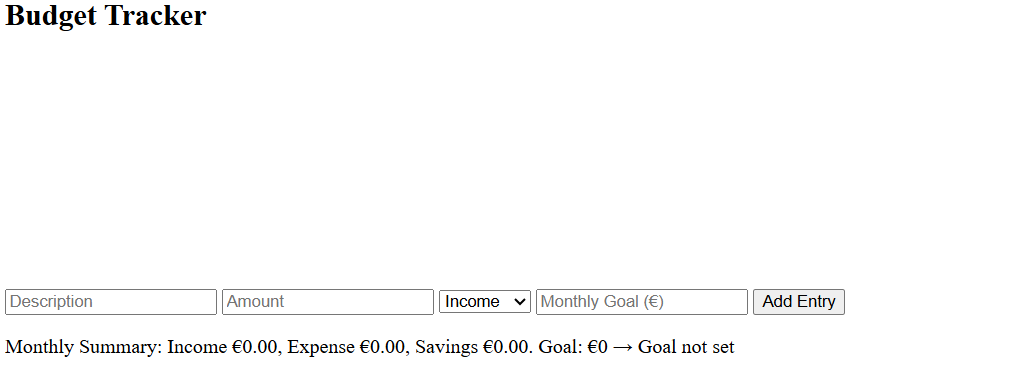 Budget Tracker
Description Amount Income Monthly Goal (€) Add Entry
Monthly Summary: Income €0.00, Expense €0.00, Savings €0.00. Goal: €0 → Goal not set